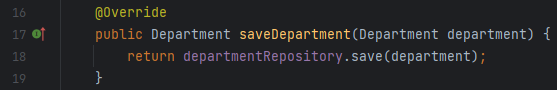 16 @Override
17 public Department saveDepartment(Department department) {
18 return departmentRepository.save(department);
19 }